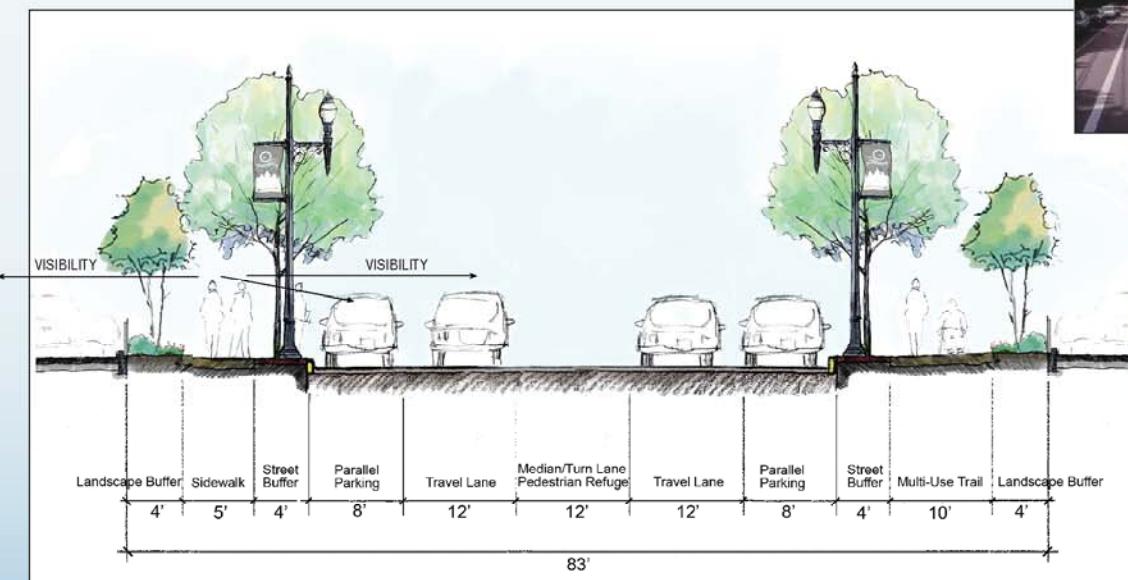 VISIBILITY
VISIBILITY
Landscape Buffer
Sidewalk
Street
Buffer
Parallel
Parking
Travel Lane
Median/Turn Lane
Pedestrian Refuge
Travel Lane
Parallel
Parking
Street
Buffer
Multi-Use Trail
Landscape Buffer
4' 5' 4' 8' 12' 12' 12' 8' 4' 10' 4'
83'